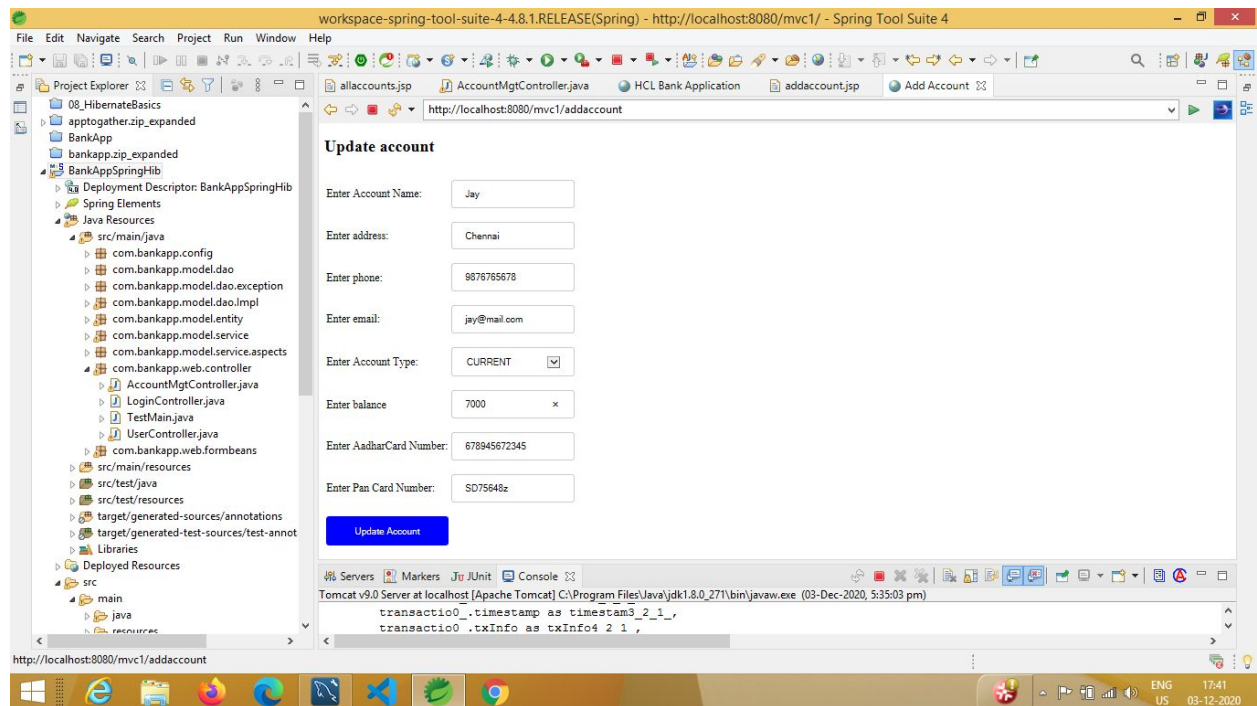 workspace-spring-tool-suite-4-4.8.1.RELEASE(Spring) - http://localhost:8080/mvc1/ - Spring Tool Suite 4
File Edit Navigate Search Project Run Window Help
Project Explorer
allaccounts.jsp AccountMgtController.java HCL Bank Application addaccount.jsp Add Account
08_HibernateBasics
apptogather.zip_expanded
BankApp
bankapp.zip_expanded
BankAppSpringHib
Deployment Descriptor: BankAppSpringHib
Spring Elements
Java Resources
src/main/java
com.bankapp.config
com.bankapp.model.dao
com.bankapp.model.dao.exception
com.bankapp.model.dao.Impl
com.bankapp.model.entity
com.bankapp.model.service
com.bankapp.model.service.aspects
com.bankapp.web.controller
AccountMgtController.java
LoginController.java
TestMain.java
UserController.java
com.bankapp.web.formbeans
src/main/resources
src/test/java
src/test/resources
target/generated-sources/annotations
target/generated-test-sources/test-annot
Libraries
Deployed Resources
src
main
java
resources
http://localhost:8080/mvc1/addaccount
Update account
Enter Account Name: Jay
Enter address: Chennai
Enter phone: 9876765678
Enter email: jay@mail.com
Enter Account Type: CURRENT
Enter balance 7000
Enter AadharCard Number: 678945672345
Enter Pan Card Number: SD75648z
Update Account
Servers Markers JUnit Console
Tomcat v9.0 Server at localhost [Apache Tomcat] C:\Program Files\Java\jdk1.8.0_271\bin\javaw.exe (03-Dec-2020, 5:35:03 pm)
transactio0_.timestamp as timestam3_2_1_,
transactio0_.txInfo as txInfo4_2_1_,
http://localhost:8080/mvc1/addaccount
ENG 17:41
US 03-12-2020